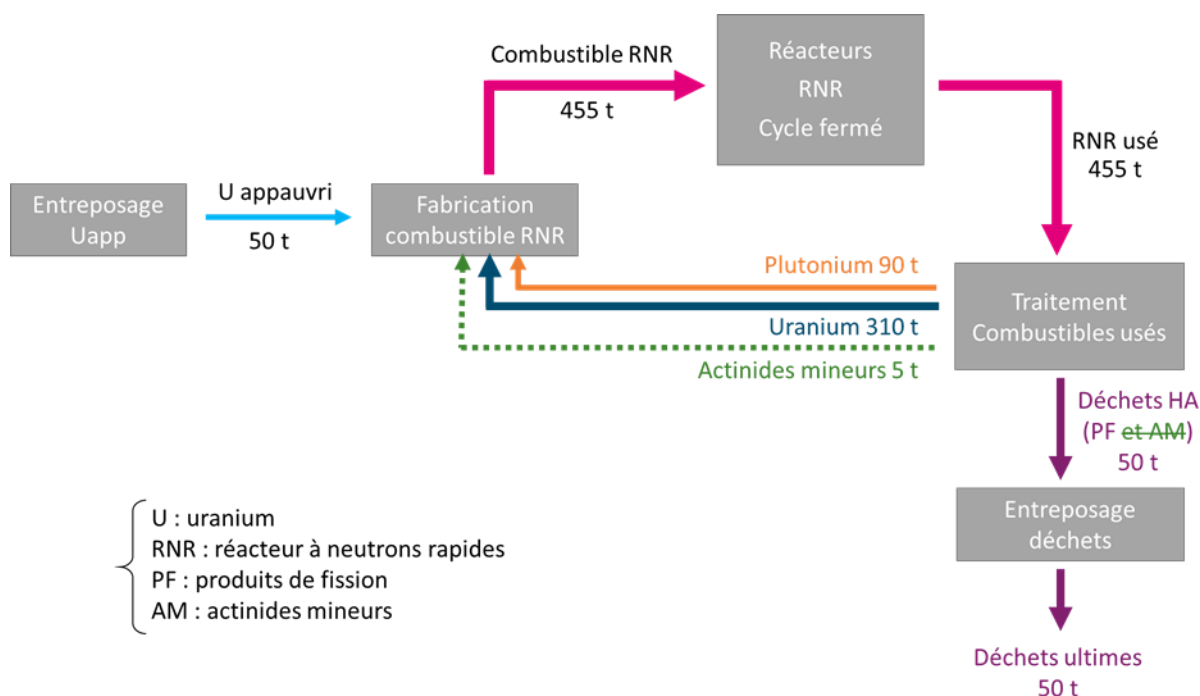 Combustible RNR
455 t
Réacteurs
RNR
Cycle fermé
RNR usé
455 t
Entreposage
Uapp
U appauvri
50 t
Fabrication
combustible RNR
Plutonium 90 t
Uranium 310 t
Actinides mineurs 5 t
Traitement
Combustibles usés
Déchets HA
(PF et AM)
50 t
Entreposage
déchets
Déchets ultimes
50 t
U : uranium
RNR : réacteur à neutrons rapides
PF : produits de fission
AM : actinides mineurs